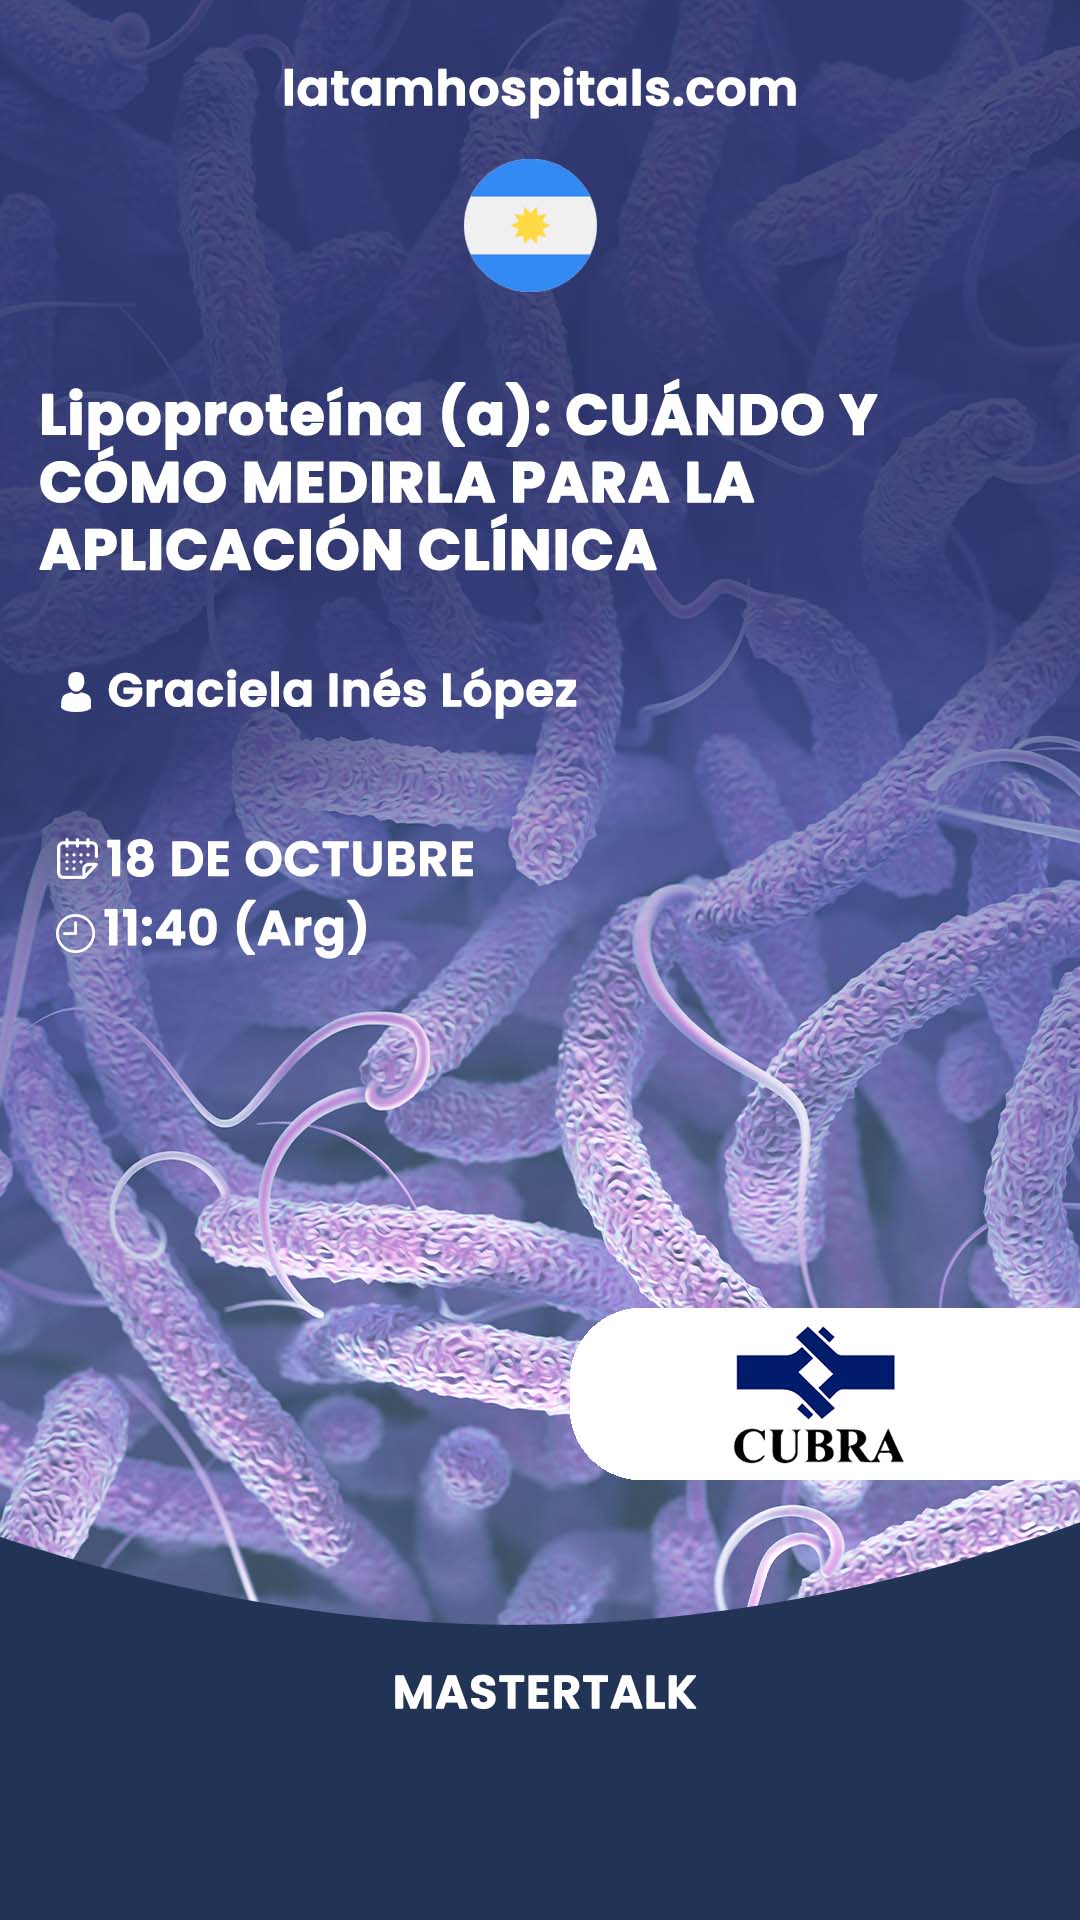 latamhospitals.com
Lipoproteína (a): CUÁNDO Y
CÓMO MEDIRLA PARA LA
APLICACIÓN CLÍNICA
Graciela Inés López
18 DE OCTUBRE
11:40 (Arg)
CUBRA
MASTERTALK